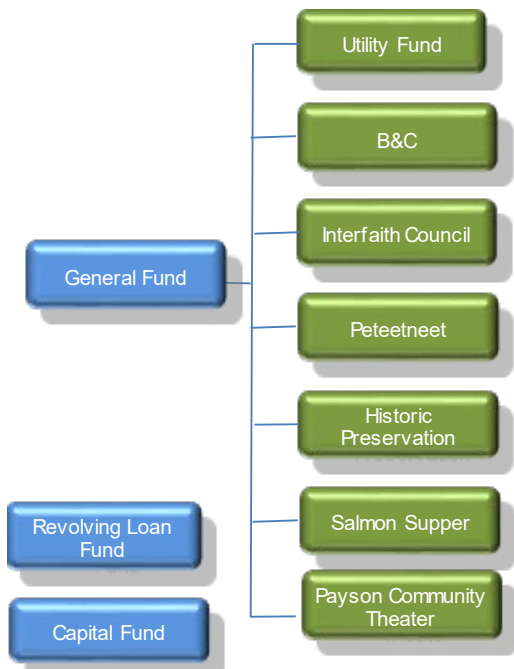 Utility Fund
B&C
Interfaith Council
General Fund
Peteetneet
Historic
Preservation
Revolving Loan
Fund
Salmon Supper
Capital Fund
Payson Community
Theater